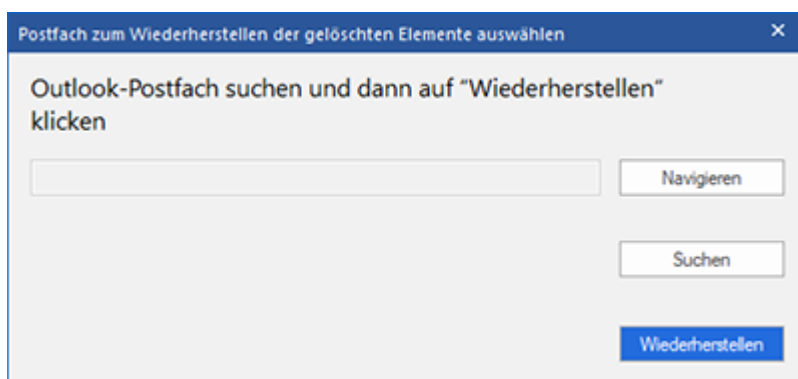 Postfach zum Wiederherstellen der gelöschten Elemente auswählen
Outlook-Postfach suchen und dann auf “Wiederherstellen”
klicken
Navigieren
Suchen
Wiederherstellen